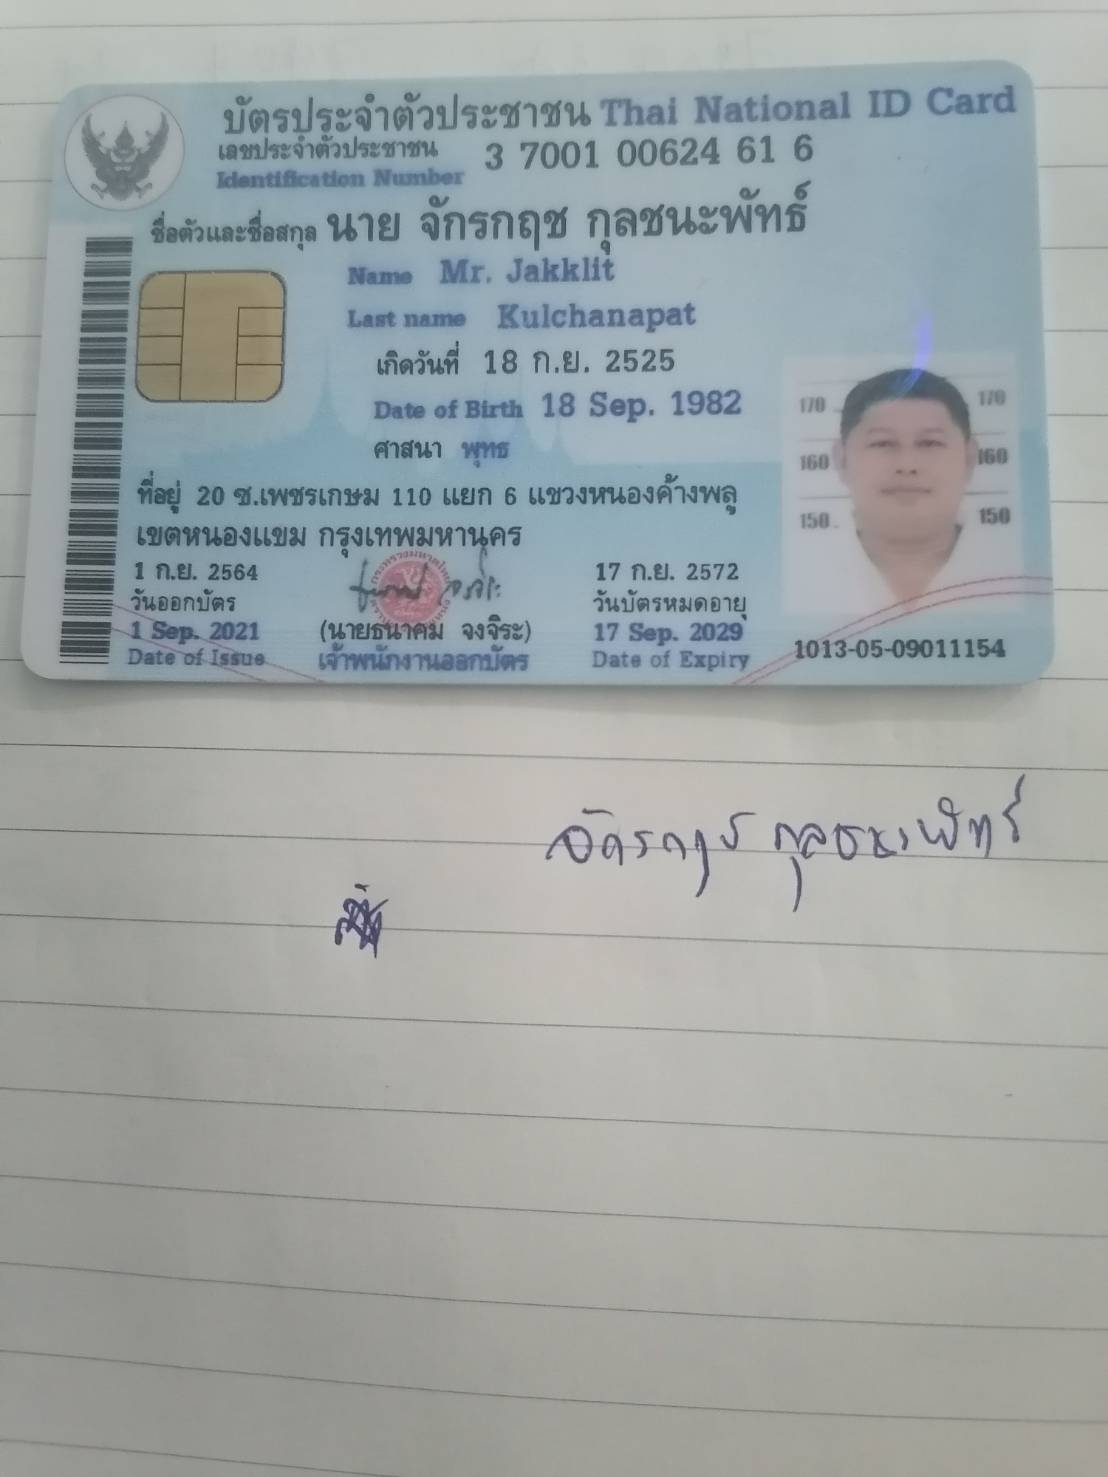 บัตรประจำตัวประชาชน Thai National ID Card
เลขประจำตัวประชาชน
Identification Number
3 7001 00624 61 6
ชื่อตัวและชื่อสกุล นาย จักรกฤช กุลชนะพัทธ์
Name Mr. Jakklit
Last name Kulchanapat
เกิดวันที่ 18 ก.ย. 2525
Date of Birth 18 Sep. 1982
ศาสนา พุทธ
ที่อยู่ 20 ซ.เพชรเกษม 110 แยก 6 แขวงหนองค้างพลู
เขตหนองแขม กรุงเทพมหานคร
170 170
160 160
150 150
1 ก.ย. 2564
วันออกบัตร
1 Sep. 2021
Date of Issue
(นายธนาคม จงจิระ)
เจ้าพนักงานออกบัตร
17 ก.ย. 2572
วันบัตรหมดอายุ
17 Sep. 2029
Date of Expiry
1013-05-09011154
จักรกฤช กุลชนะพัทธ์